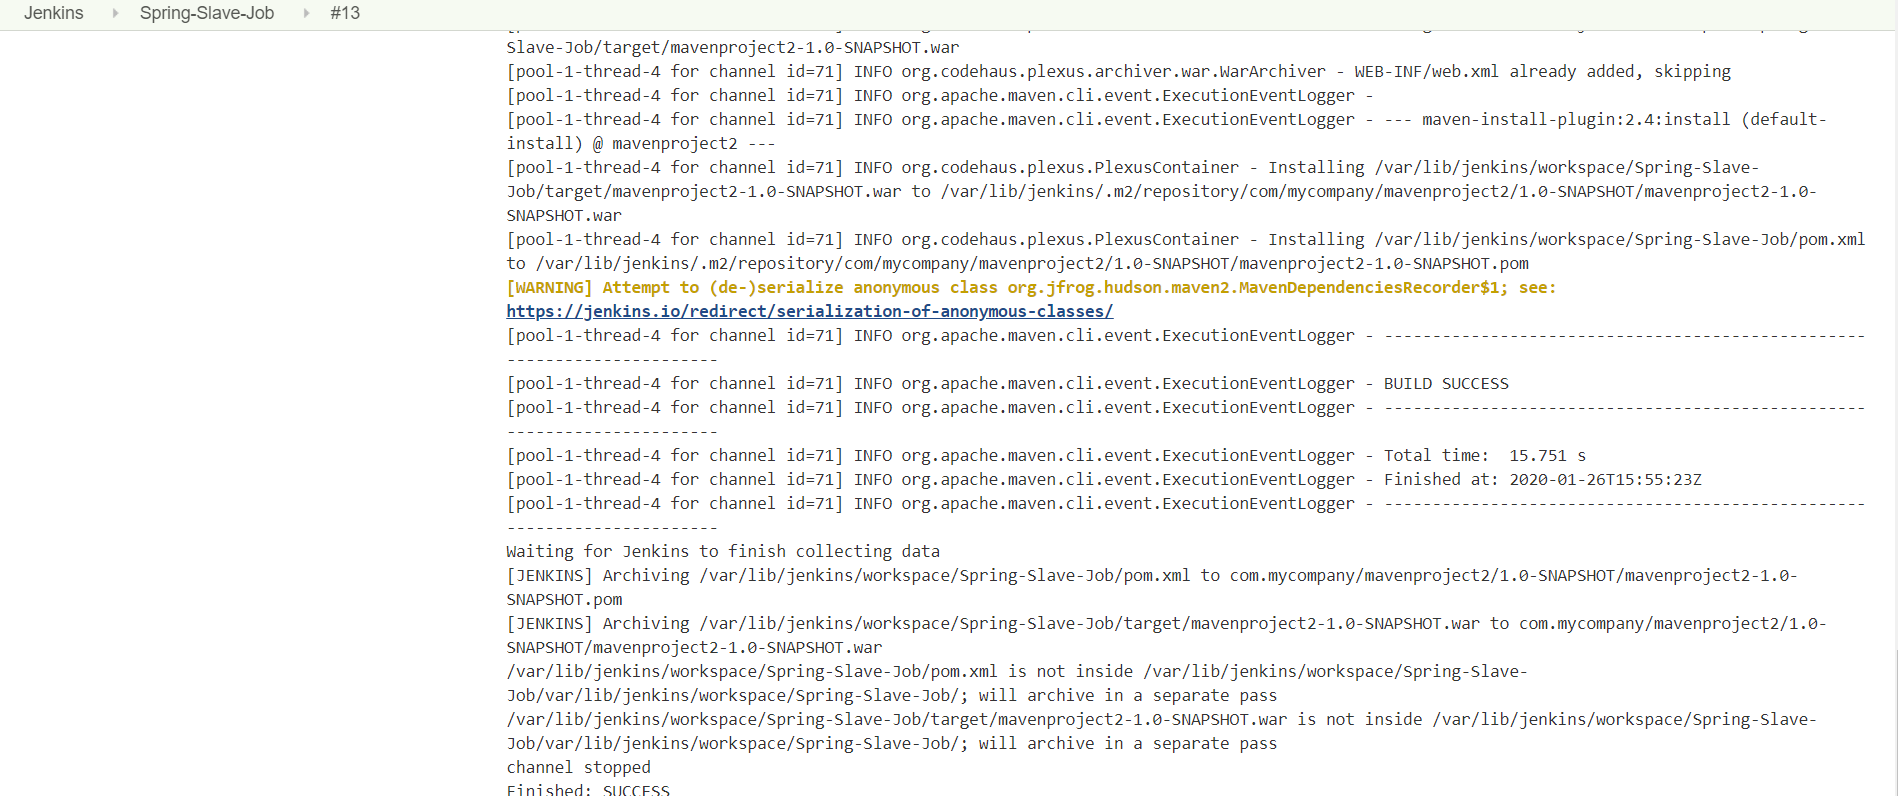 Jenkins Spring-Slave-Job #13
Slave-Job/target/mavenproject2-1.0-SNAPSHOT.war
[pool-1-thread-4 for channel id=71] INFO org.codehaus.plexus.archiver.war.WarArchiver - WEB-INF/web.xml already added, skipping
[pool-1-thread-4 for channel id=71] INFO org.apache.maven.cli.event.ExecutionEventLogger -
[pool-1-thread-4 for channel id=71] INFO org.apache.maven.cli.event.ExecutionEventLogger - --- maven-install-plugin:2.4:install (default-
install) @ mavenproject2 ---
[pool-1-thread-4 for channel id=71] INFO org.codehaus.plexus.PlexusContainer - Installing /var/lib/jenkins/workspace/Spring-Slave-
Job/target/mavenproject2-1.0-SNAPSHOT.war to /var/lib/jenkins/.m2/repository/com/mycompany/mavenproject2/1.0-SNAPSHOT/mavenproject2-1.0-
SNAPSHOT.war
[pool-1-thread-4 for channel id=71] INFO org.codehaus.plexus.PlexusContainer - Installing /var/lib/jenkins/workspace/Spring-Slave-Job/pom.xml
to /var/lib/jenkins/.m2/repository/com/mycompany/mavenproject2/1.0-SNAPSHOT/mavenproject2-1.0-SNAPSHOT.pom
[WARNING] Attempt to (de-)serialize anonymous class org.jfrog.hudson.maven2.MavenDependenciesRecorder$1; see:
https://jenkins.io/redirect/serialization-of-anonymous-classes/
[pool-1-thread-4 for channel id=71] INFO org.apache.maven.cli.event.ExecutionEventLogger - --------------------------------------------------
----------------------
[pool-1-thread-4 for channel id=71] INFO org.apache.maven.cli.event.ExecutionEventLogger - BUILD SUCCESS
[pool-1-thread-4 for channel id=71] INFO org.apache.maven.cli.event.ExecutionEventLogger - --------------------------------------------------
----------------------
[pool-1-thread-4 for channel id=71] INFO org.apache.maven.cli.event.ExecutionEventLogger - Total time:  15.751 s
[pool-1-thread-4 for channel id=71] INFO org.apache.maven.cli.event.ExecutionEventLogger - Finished at: 2020-01-26T15:55:23Z
[pool-1-thread-4 for channel id=71] INFO org.apache.maven.cli.event.ExecutionEventLogger - --------------------------------------------------
----------------------
Waiting for Jenkins to finish collecting data
[JENKINS] Archiving /var/lib/jenkins/workspace/Spring-Slave-Job/pom.xml to com.mycompany/mavenproject2/1.0-SNAPSHOT/mavenproject2-1.0-
SNAPSHOT.pom
[JENKINS] Archiving /var/lib/jenkins/workspace/Spring-Slave-Job/target/mavenproject2-1.0-SNAPSHOT.war to com.mycompany/mavenproject2/1.0-
SNAPSHOT/mavenproject2-1.0-SNAPSHOT.war
/var/lib/jenkins/workspace/Spring-Slave-Job/pom.xml is not inside /var/lib/jenkins/workspace/Spring-Slave-
Job/var/lib/jenkins/workspace/Spring-Slave-Job/; will archive in a separate pass
/var/lib/jenkins/workspace/Spring-Slave-Job/target/mavenproject2-1.0-SNAPSHOT.war is not inside /var/lib/jenkins/workspace/Spring-Slave-
Job/var/lib/jenkins/workspace/Spring-Slave-Job/; will archive in a separate pass
channel stopped
Finished: SUCCESS